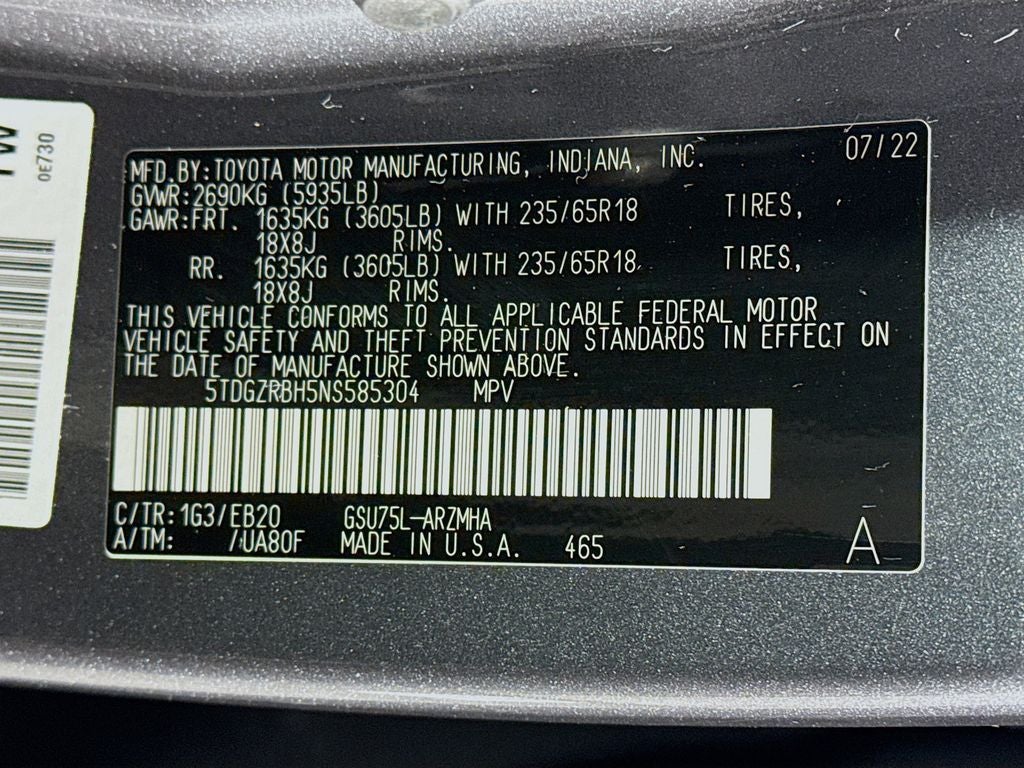 W
0E730
MFD.BY:TOYOTA MOTOR MANUFACTURING, INDIANA, INC. 07/22
GVWR:2690KG (5935LB)
GAWR:FRT. 1635KG (3605LB) WITH 235/65R18 TIRES,
18X8J RIMS.
RR. 1635KG (3605LB) WITH 235/65R18 TIRES,
18X8J RIMS.
THIS VEHICLE CONFORMS TO ALL APPLICABLE FEDERAL MOTOR
VEHICLE SAFETY AND THEFT PREVENTION STANDARDS IN EFFECT ON
THE DATE OF MANUFACTURE SHOWN ABOVE.
5TDGZRBH5NS585304 MPV
C/TR:1G3/EB20 GSU75L-ARZMHA
A/TM: /UA80F MADE IN U.S.A. 465 A